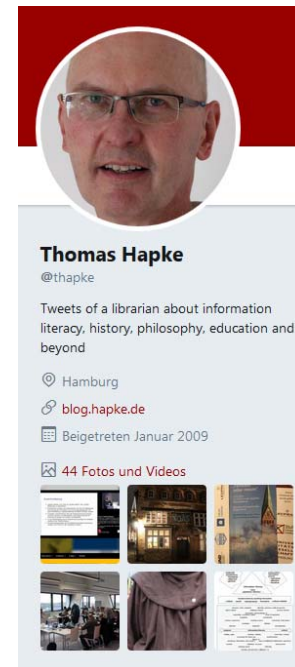 Thomas Hapke
@thapke
Tweets of a librarian about information
literacy, history, philosophy, education and
beyond
Hamburg
blog.hapke.de
Beigetreten Januar 2009
44 Fotos und Videos